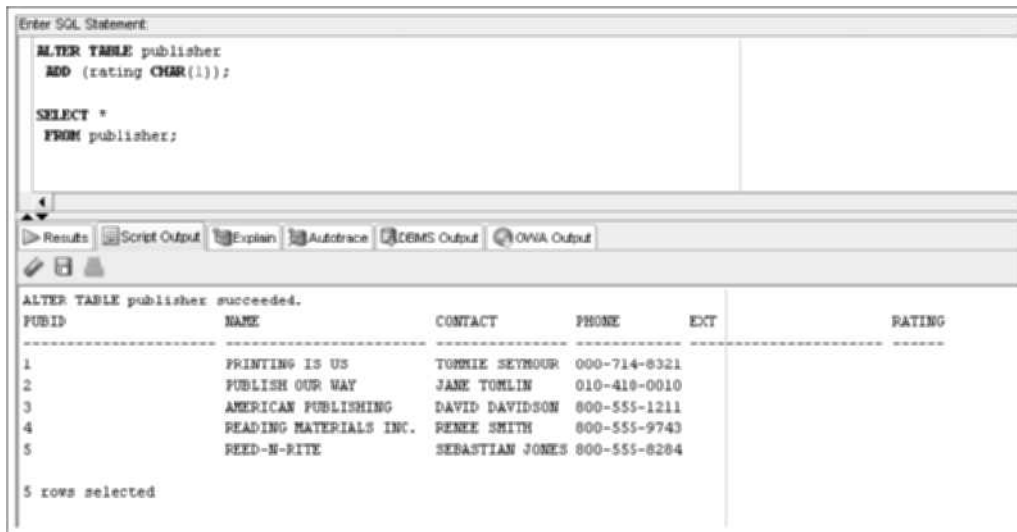 Enter SQL Statement:
ALTER TABLE publisher
ADD (rating CHAR(1));
SELECT *
FROM publisher;
Results Script Output Explain Autotrace DBMS Output OWA Output
ALTER TABLE publisher succeeded.
PUBID NAME CONTACT PHONE EXT RATING
---------------------- ----------------------- --------------- ------------ ---------------------- ------
1 PRINTING IS US TOMMIE SEYMOUR 000-714-8321
2 PUBLISH OUR WAY JANE TOMLIN 010-410-0010
3 AMERICAN PUBLISHING DAVID DAVIDSON 800-555-1211
4 READING MATERIALS INC. RENEE SMITH 800-555-9743
5 REED-N-RITE SEBASTIAN JONES 800-555-8284
5 rows selected